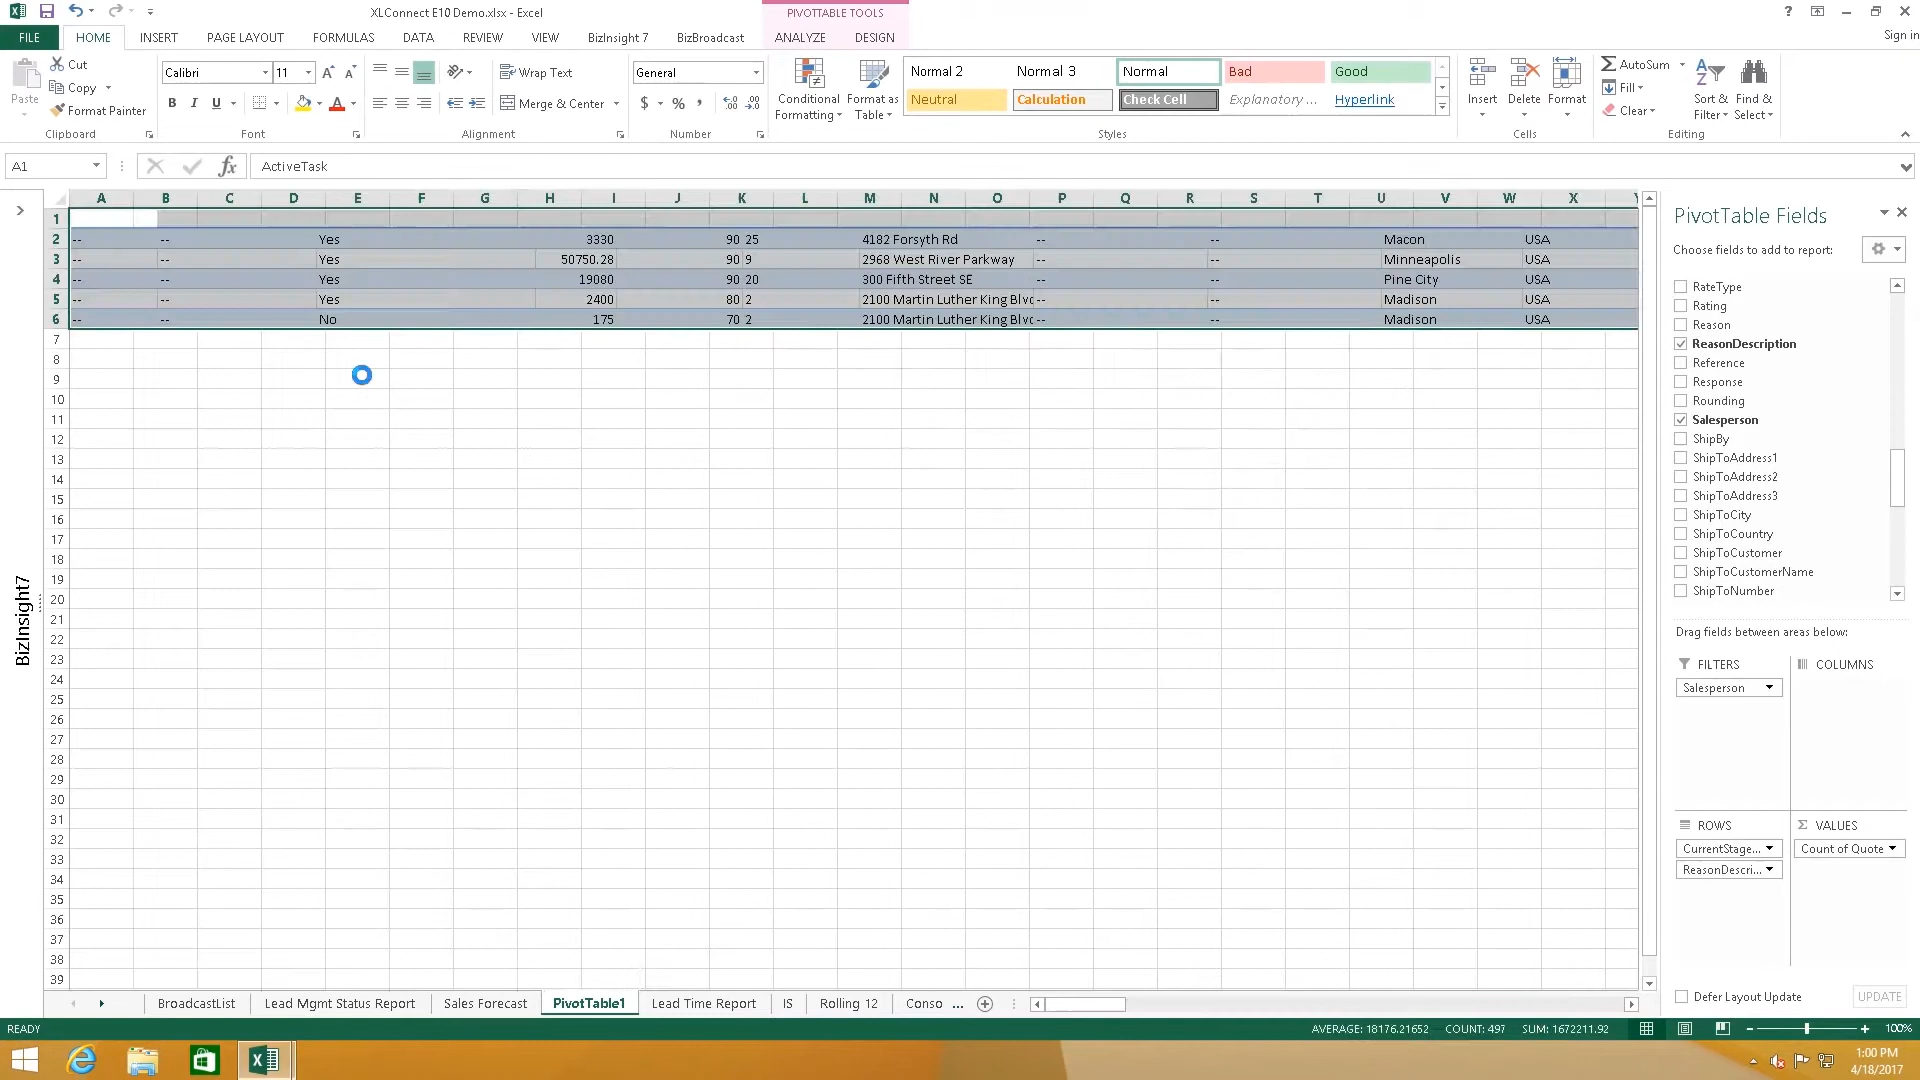 XLConnect E10 Demo.xlsx - Excel
PIVOTTABLE TOOLS
?
Sign in
FILE HOME INSERT PAGE LAYOUT FORMULAS DATA REVIEW VIEW BizInsight 7 BizBroadcast ANALYZE DESIGN
Paste
Cut
Copy
Format Painter
Clipboard
Calibri 11
B I U
Font
Wrap Text
Merge & Center
Alignment
General
$ % ,
Number
Conditional Formatting
Format as Table
Normal 2 Normal 3 Normal Bad Good
Neutral Calculation Check Cell Explanatory ... Hyperlink
Styles
Insert Delete Format
Cells
AutoSum
Fill
Clear
Sort & Filter
Find & Select
Editing
A1 fx ActiveTask
A B C D E F G H I J K L M N O P Q R S T U V W X Y
1
2 -- -- Yes 3330 90 25 4182 Forsyth Rd -- -- Macon USA
3 -- -- Yes 50750.28 90 9 2968 West River Parkway -- -- Minneapolis USA
4 -- -- Yes 19080 90 20 300 Fifth Street SE Pine City USA
5 -- -- Yes 2400 80 2 2100 Martin Luther King Blvc -- -- Madison USA
6 -- -- No 175 70 2 2100 Martin Luther King Blvc -- -- Madison USA
7
8
9
10
11
12
13
14
15
16
17
18
19
20
21
22
23
24
25
26
27
28
29
30
31
32
33
34
35
36
37
38
39
BizInsight7
PivotTable Fields
Choose fields to add to report:
RateType
Rating
Reason
ReasonDescription
Reference
Response
Rounding
Salesperson
ShipBy
ShipToAddress1
ShipToAddress2
ShipToAddress3
ShipToCity
ShipToCountry
ShipToCustomer
ShipToCustomerName
ShipToNumber
Drag fields between areas below:
FILTERS
Salesperson
COLUMNS
ROWS
CurrentStage...
ReasonDescri...
Σ VALUES
Count of Quote
Defer Layout Update UPDATE
BroadcastList Lead Mgmt Status Report Sales Forecast PivotTable1 Lead Time Report IS Rolling 12 Conso ...
READY AVERAGE: 18176.21652 COUNT: 497 SUM: 1672211.92 100%
1:00 PM
4/18/2017